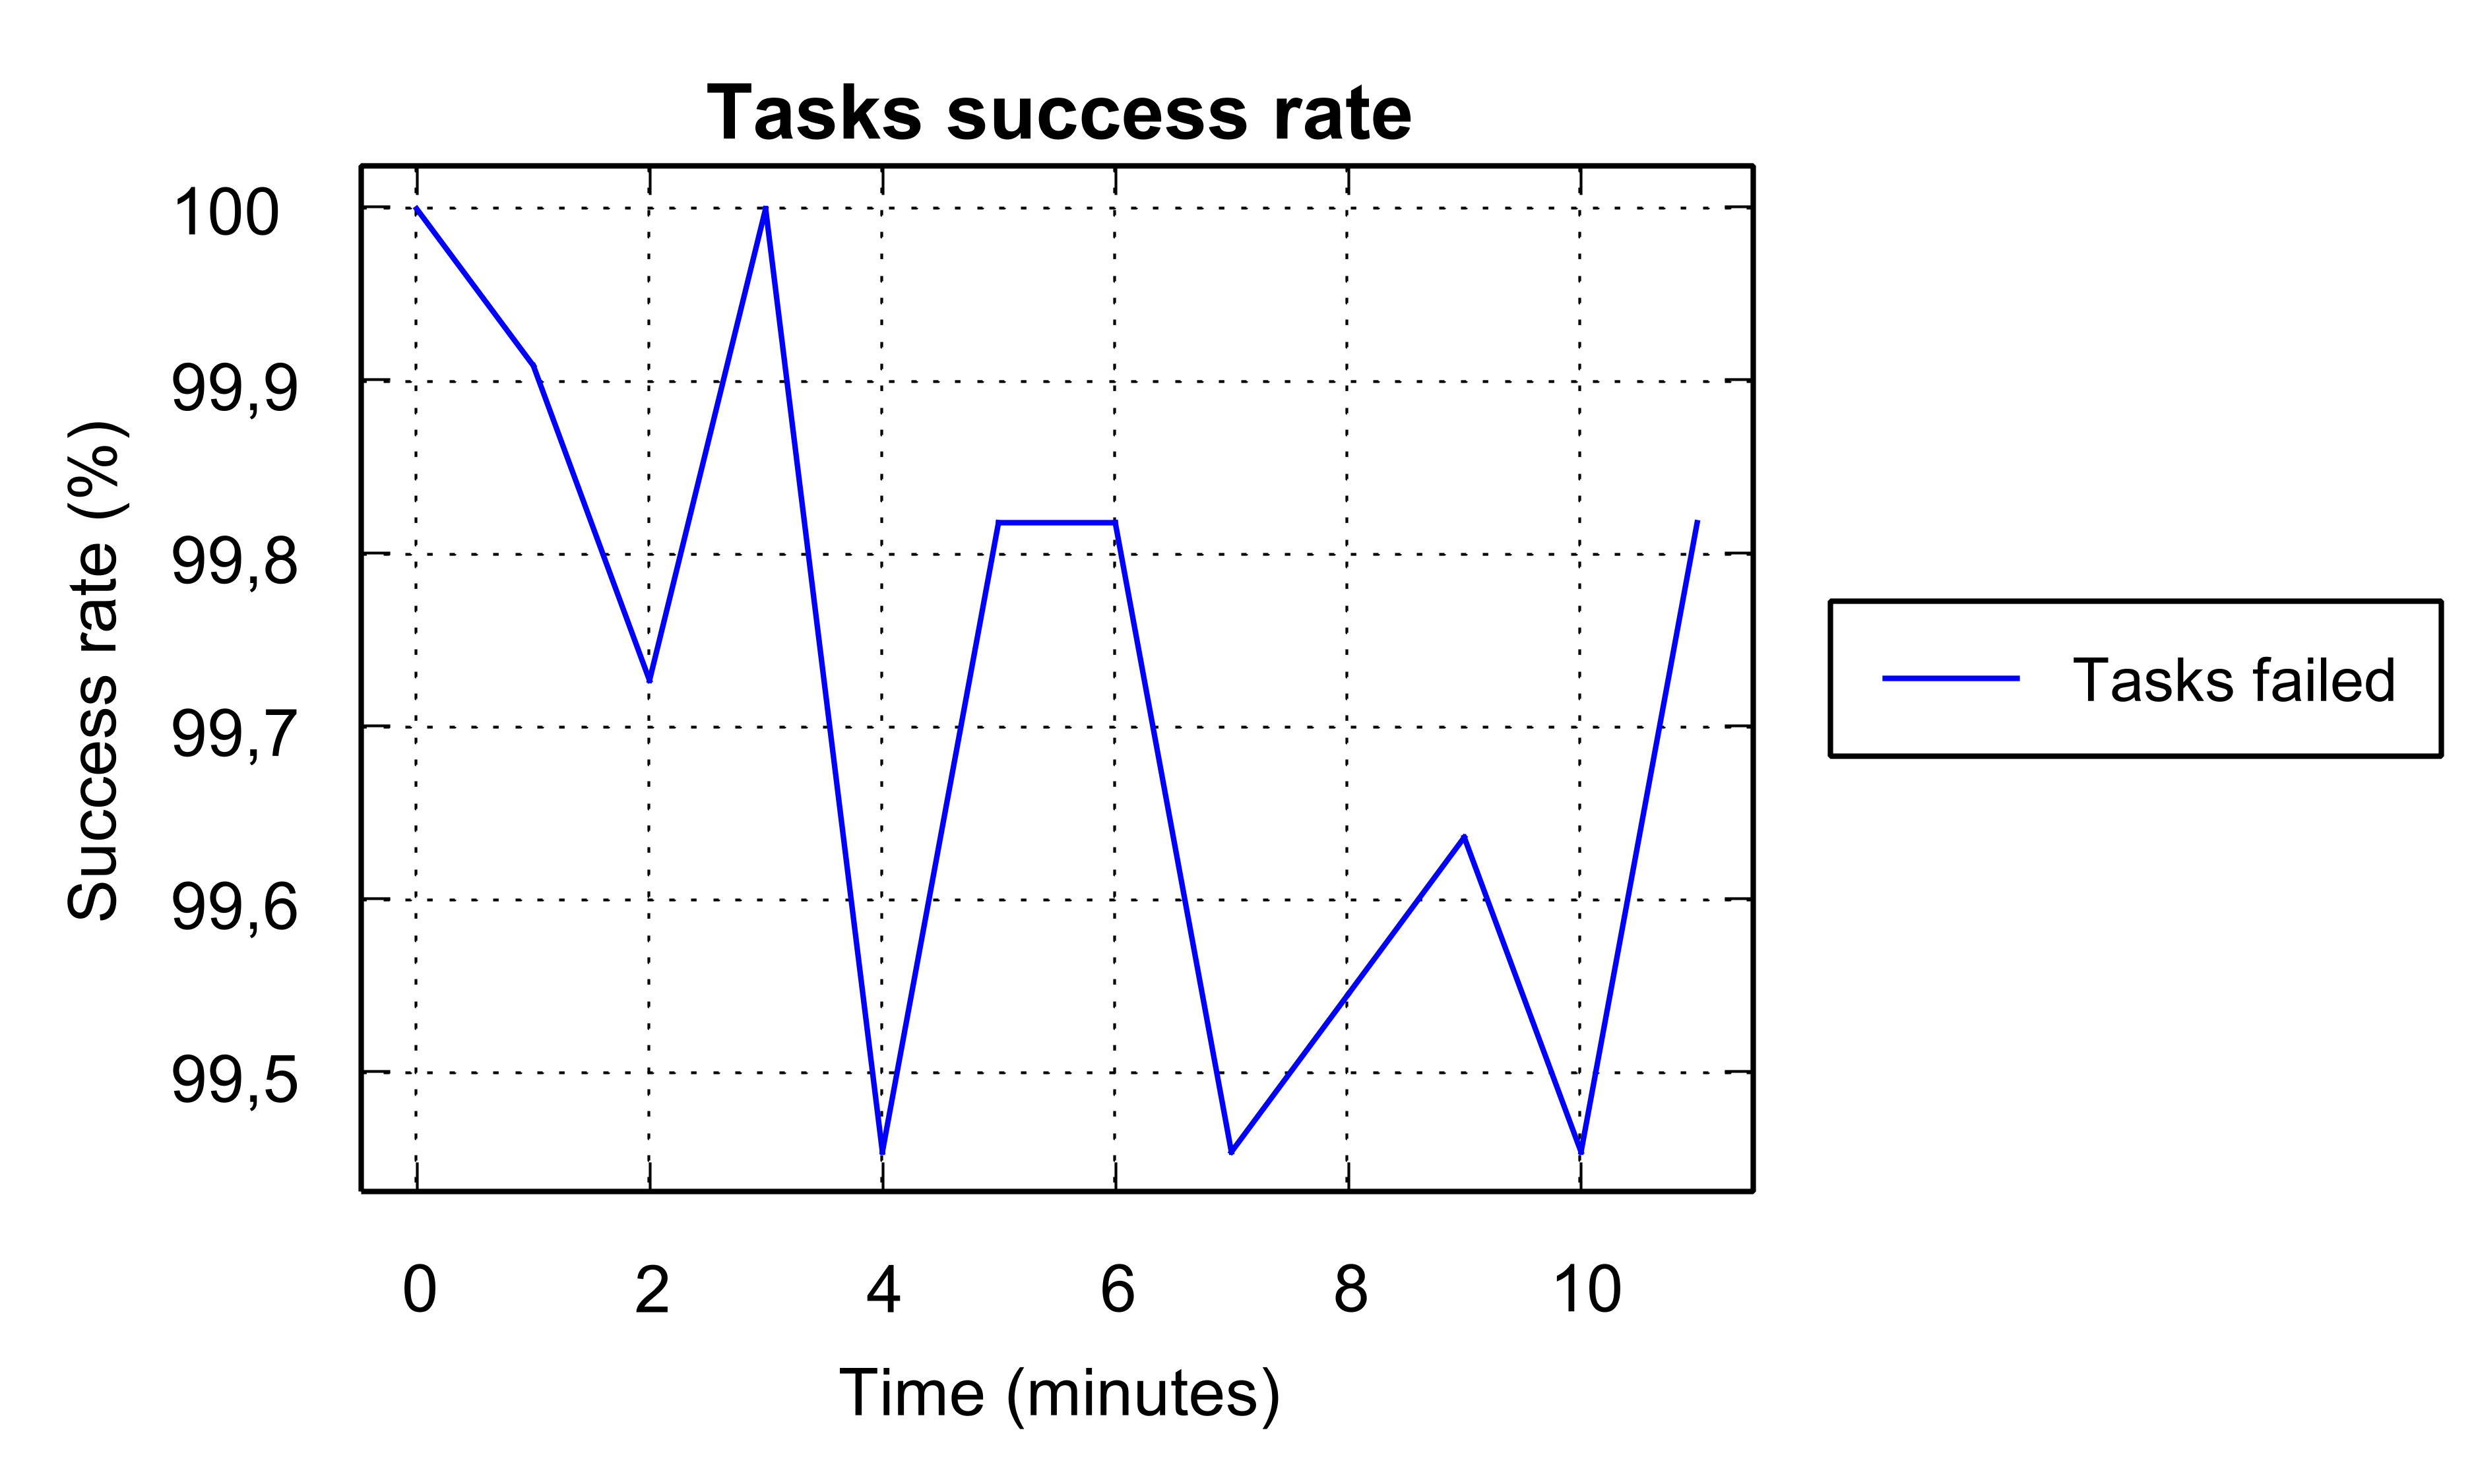 Tasks success rate
100
99,9
99,8
99,7
99,6
99,5
Success rate (%)
Tasks failed
0 2 4 6 8 10
Time (minutes)